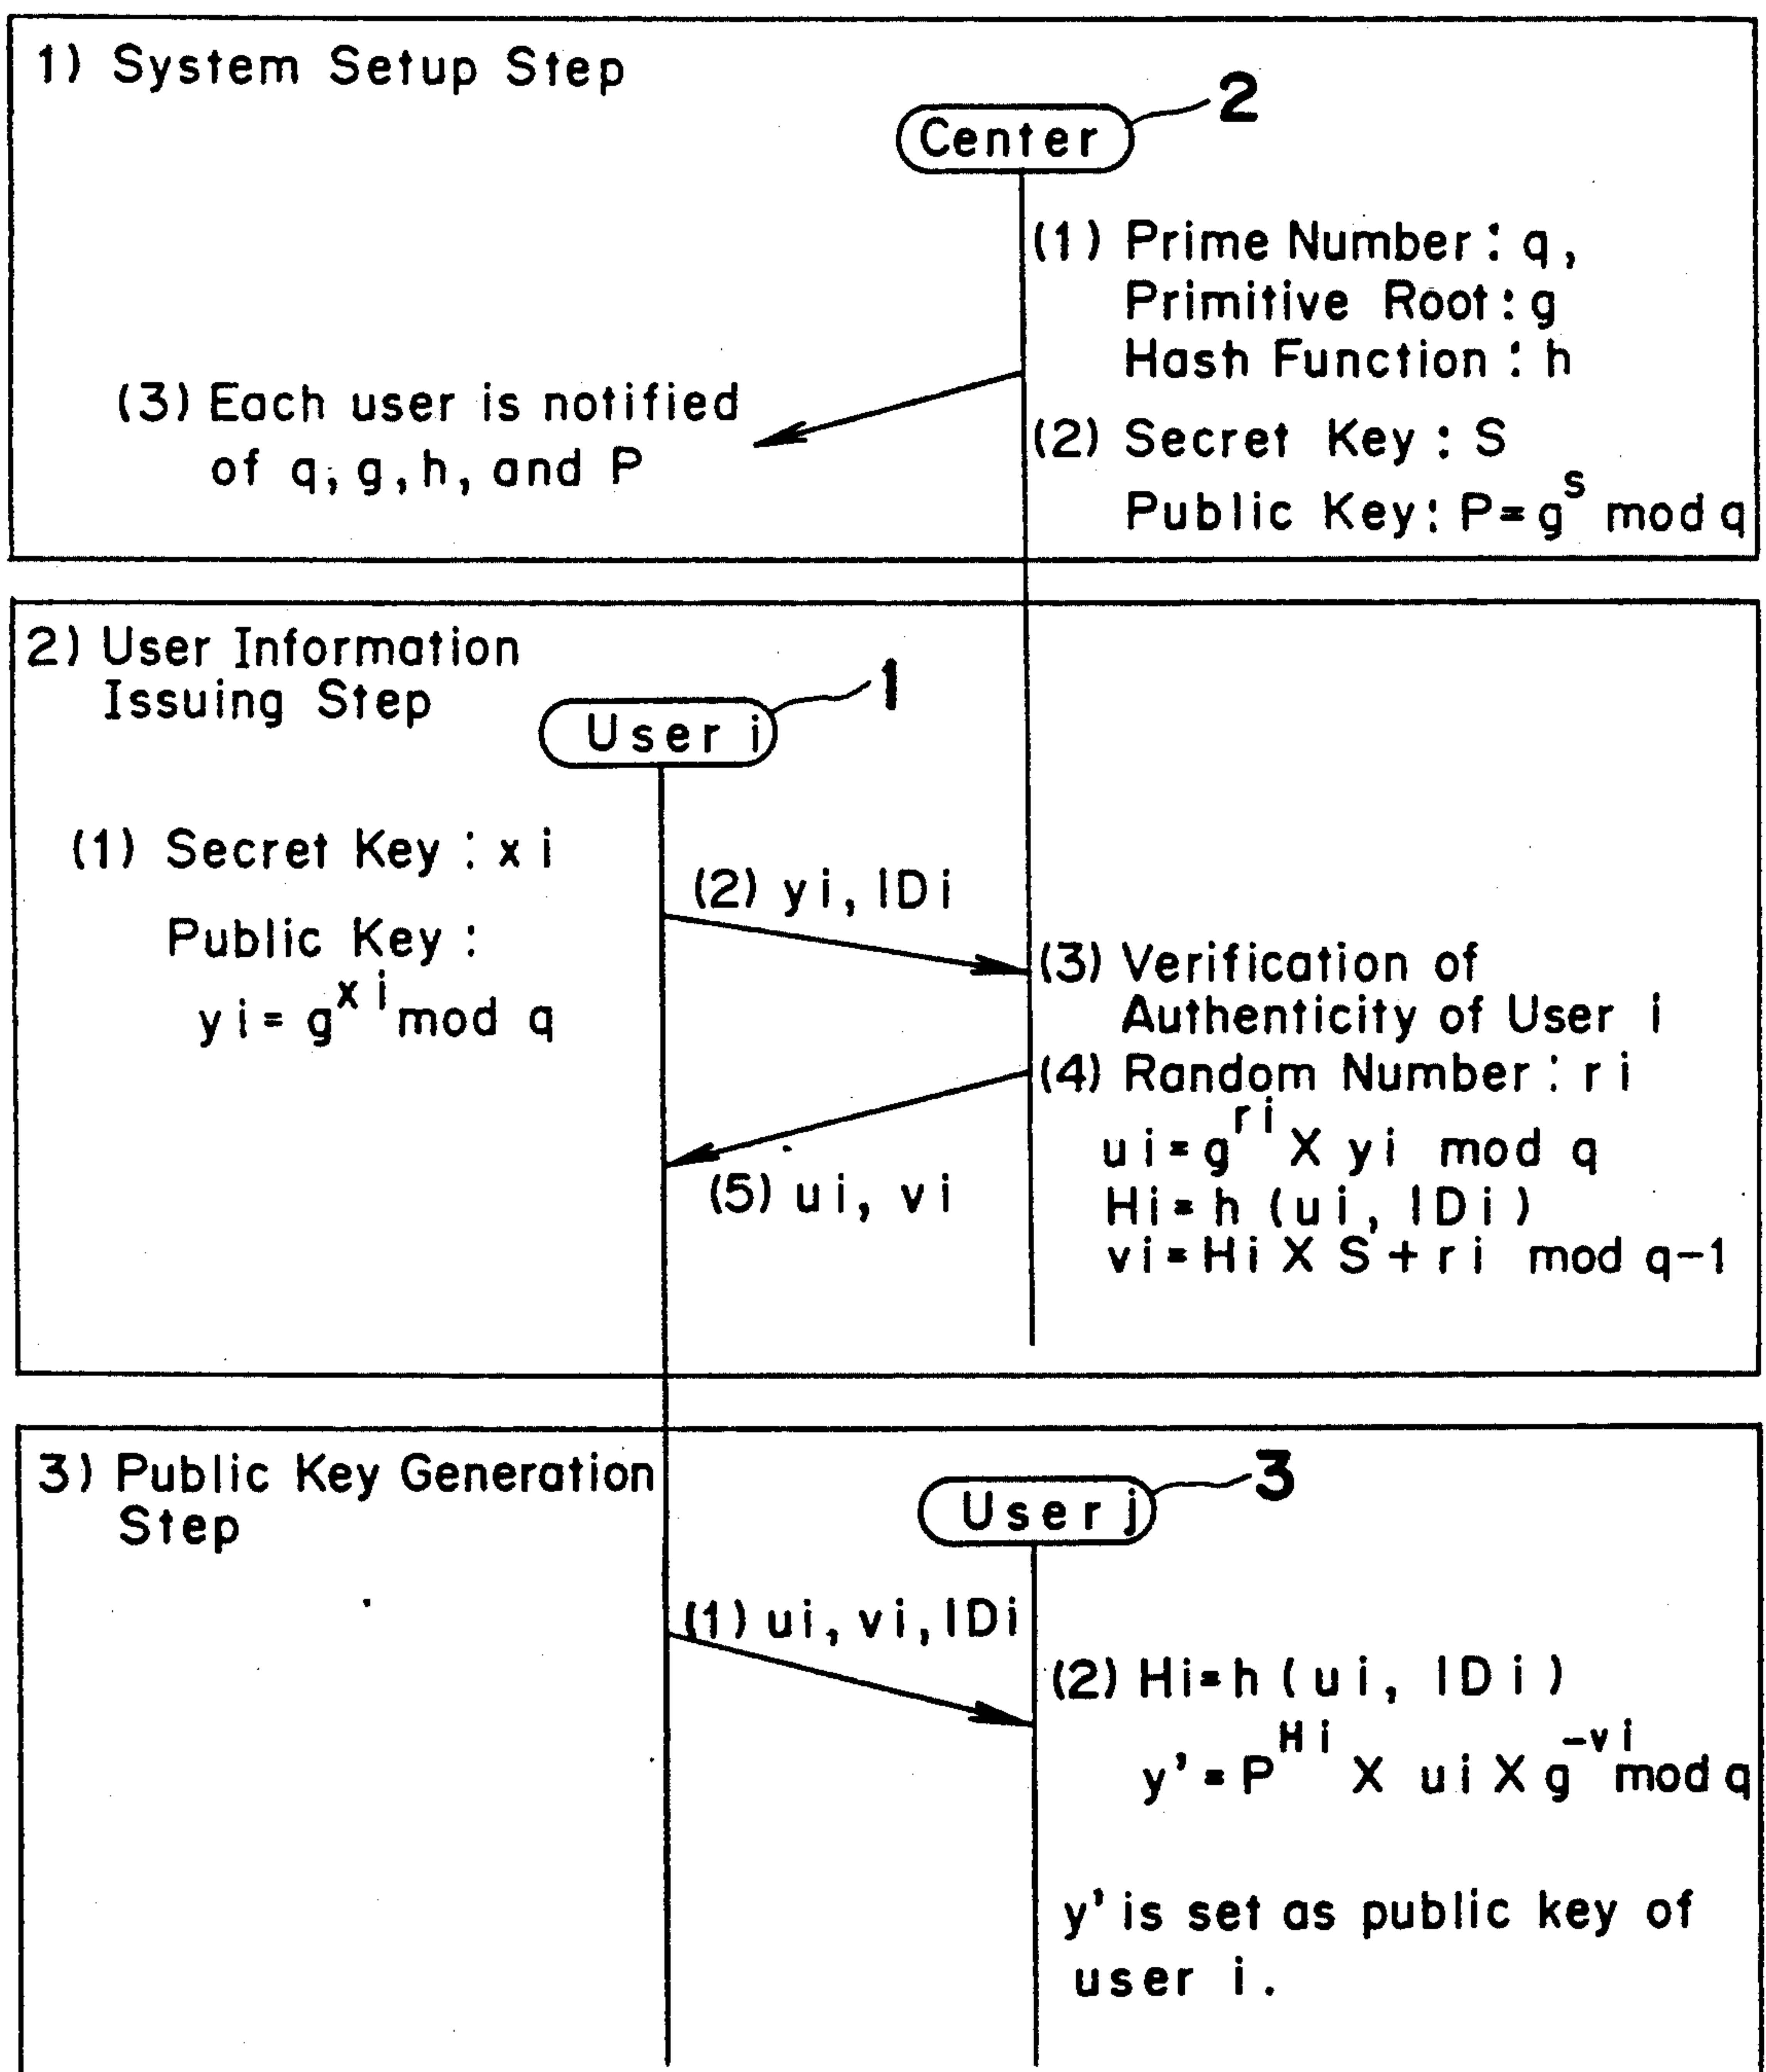 1) System Setup Step
2
Center
(1) Prime Number : q,
Primitive Root : g
Hash Function : h
(3) Each user is notified
of q, g, h, and P
(2) Secret Key : S
Public Key : P = g^s mod q
2) User Information
Issuing Step
1
User i
(1) Secret Key : xi
Public Key :
yi = g^xi mod q
(2) yi, IDi
(3) Verification of
Authenticity of User i
(4) Random Number : ri
ui = g^ri X yi mod q
Hi = h (ui, IDi)
vi = Hi X S + ri mod q-1
(5) ui, vi
3) Public Key Generation
Step
3
User j
(1) ui, vi, IDi
(2) Hi = h (ui, IDi)
y' = P^Hi X ui X g^-vi mod q
y' is set as public key of
user i.